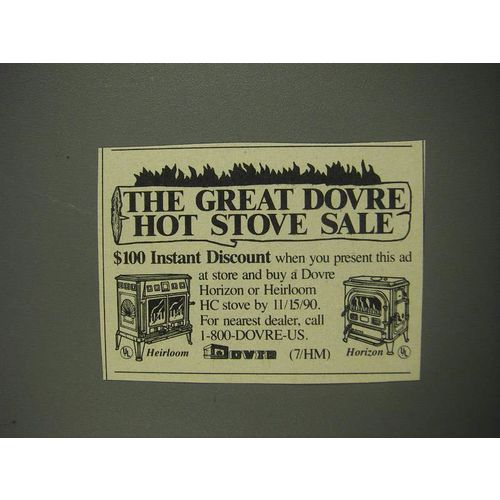 THE GREAT DOVRE
HOT STOVE SALE
$100 Instant Discount when you present this ad
at store and buy a Dovre
Horizon or Heirloom
HC stove by 11/15/90.
For nearest dealer, call
1-800-DOVRE-US.
UL Heirloom DOVRE (7/HM) Horizon UL